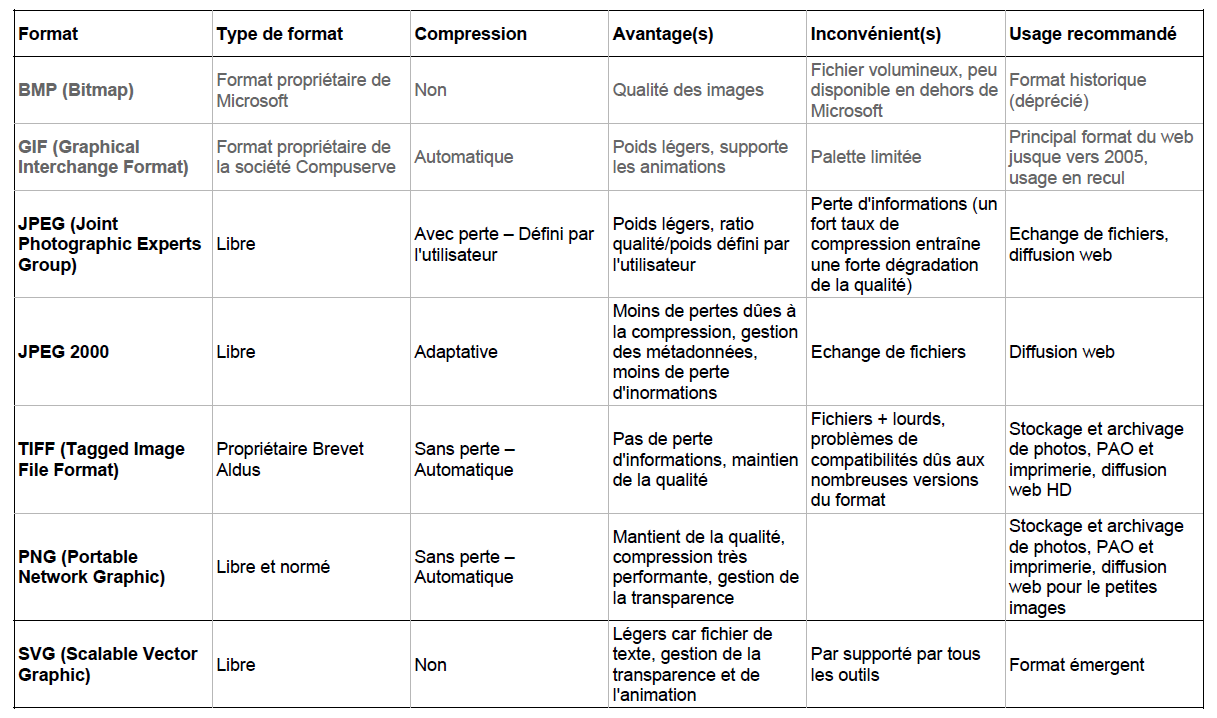 Format
Type de format
Compression
Avantage(s)
Inconvénient(s)
Usage recommandé
BMP (Bitmap)
Format propriétaire de
Microsoft
Non
Qualité des images
Fichier volumineux, peu
disponible en dehors de
Microsoft
Format historique
(déprécié)
GIF (Graphical
Interchange Format)
Format propriétaire de
la société Compuserve
Automatique
Poids légers, supporte
les animations
Palette limitée
Principal format du web
jusque vers 2005,
usage en recul
JPEG (Joint
Photographic Experts
Group)
Libre
Avec perte – Défini par
l'utilisateur
Poids légers, ratio
qualité/poids défini par
l'utilisateur
Perte d'informations (un
fort taux de
compression entraîne
une forte dégradation
de la qualité)
Echange de fichiers,
diffusion web
JPEG 2000
Libre
Adaptative
Moins de pertes dûes à
la compression, gestion
des métadonnées,
moins de perte
d'inormations
Echange de fichiers
Diffusion web
TIFF (Tagged Image
File Format)
Propriétaire Brevet
Aldus
Sans perte –
Automatique
Pas de perte
d'informations, maintien
de la qualité
Fichiers + lourds,
problèmes de
compatibilités dûs aux
nombreuses versions
du format
Stockage et archivage
de photos, PAO et
imprimerie, diffusion
web HD
PNG (Portable
Network Graphic)
Libre et normé
Sans perte –
Automatique
Mantient de la qualité,
compression très
performante, gestion de
la transparence
Stockage et archivage
de photos, PAO et
imprimerie, diffusion
web pour le petites
images
SVG (Scalable Vector
Graphic)
Libre
Non
Légers car fichier de
texte, gestion de la
transparence et de
l'animation
Par supporté par tous
les outils
Format émergent